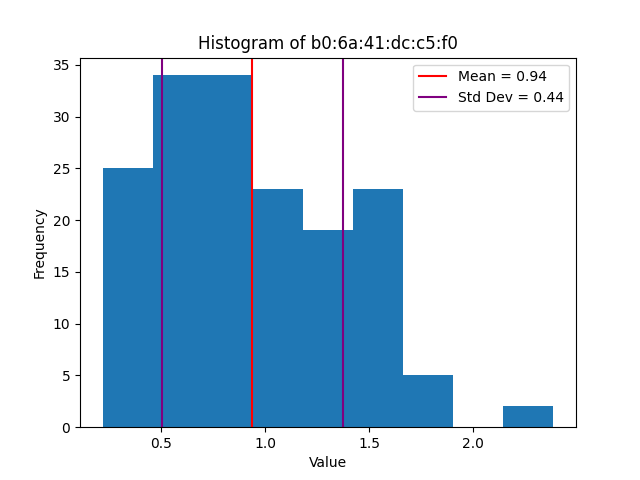 Histogram of b0:6a:41:dc:c5:f0
Mean = 0.94
Std Dev = 0.44
35
30
25
20
15
10
5
0
Frequency
0.5
1.0
1.5
2.0
Value